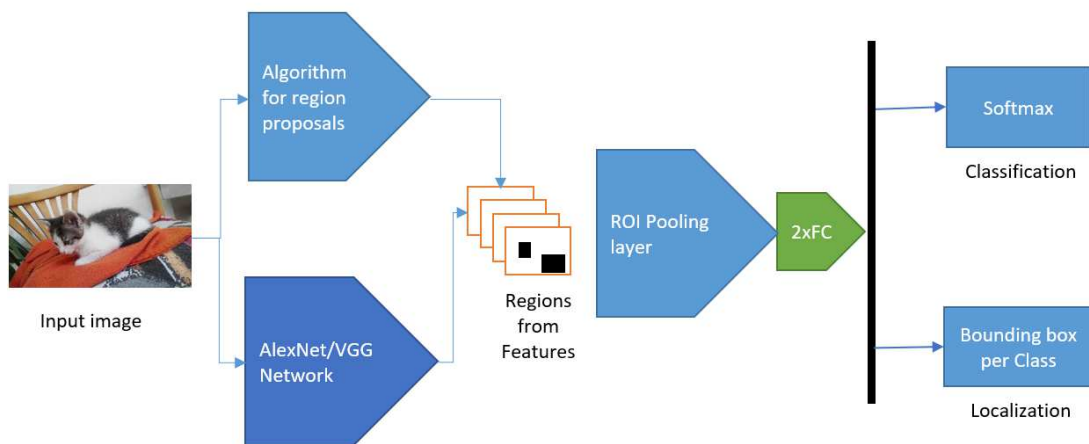 Input image
Algorithm
for region
proposals
AlexNet/VGG
Network
Regions
from
Features
ROI Pooling
layer
2xFC
Softmax
Classification
Bounding box
per Class
Localization